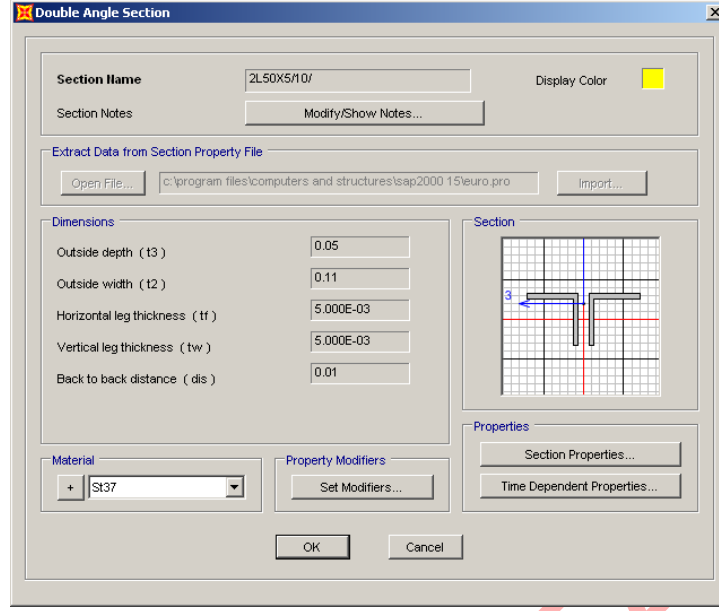 Double Angle Section
Section Name 2L50X5/10/ Display Color
Section Notes Modify/Show Notes...
Extract Data from Section Property File
Open File... c:\program files\computers and structures\sap2000 15\euro.pro Import...
Dimensions
Outside depth ( t3 ) 0.05
Outside width ( t2 ) 0.11
Horizontal leg thickness ( tf ) 5.000E-03
Vertical leg thickness ( tw ) 5.000E-03
Back to back distance ( dis ) 0.01
Section
3
Properties
Section Properties...
Time Dependent Properties...
Material
+ St37
Property Modifiers
Set Modifiers...
OK Cancel